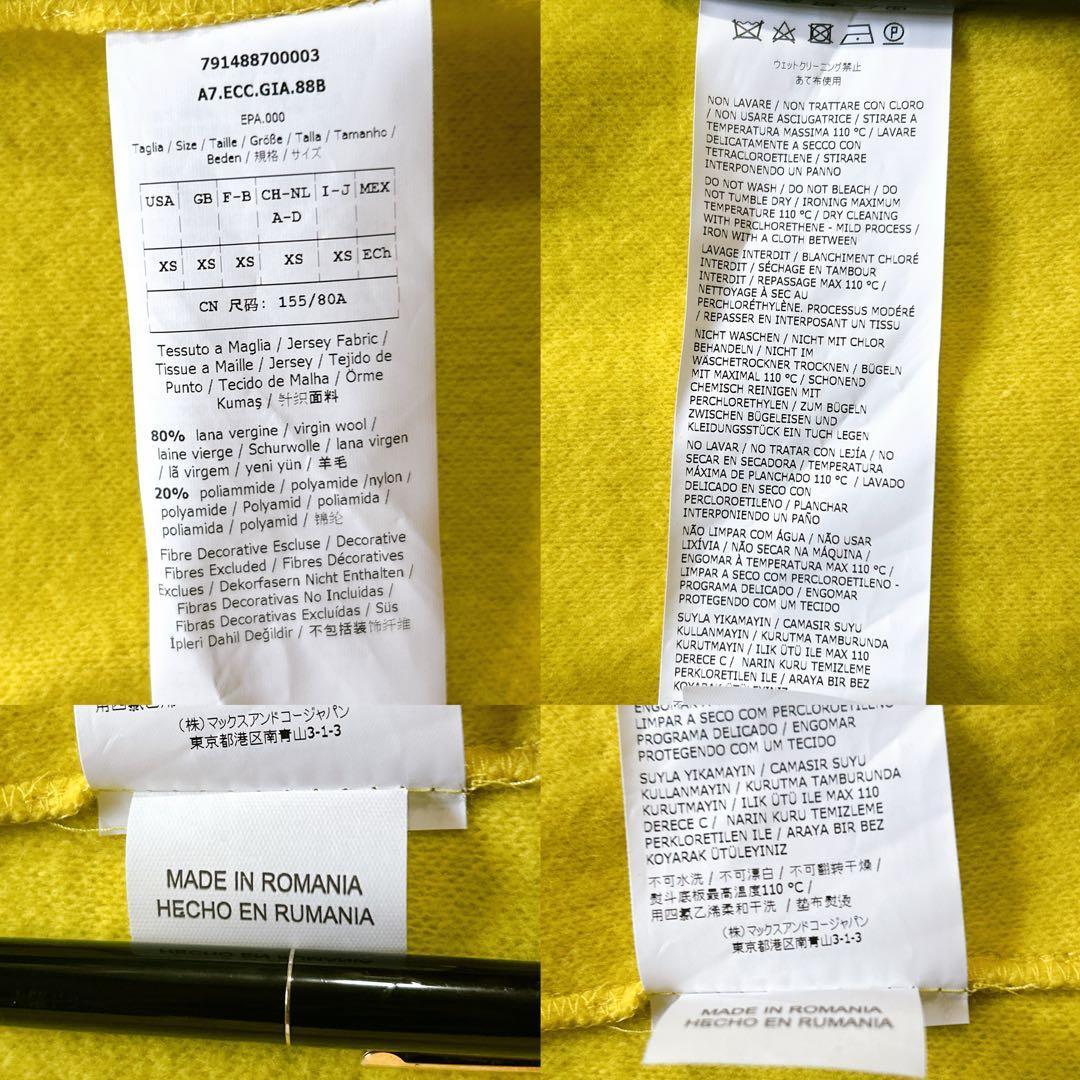 791488700003
A7.ECC.GIA.88B
EPA.000
Taglia / Size / Taille / Größe / Talla / Tamanho /
Beden / 規格 / サイズ
USA GB F-B CH-NL I-J MEX
A-D
XS XS XS XS XS ECh
CN 尺码: 155/80A
Tessuto a Maglia / Jersey Fabric /
Tissue a Maille / Jersey / Tejido de
Punto / Tecido de Malha / Örme
Kumaş / 针织面料
80% lana vergine / virgin wool /
laine vierge / Schurwolle / lana virgen
/ lã virgem / yeni yün / 羊毛
20% poliammide / polyamide /nylon /
polyamide / Polyamid / poliamida /
poliamida / polyamid / 锦纶
Fibre Decorative Escluse / Decorative
Fibres Excluded / Fibres Décoratives
Exclues / Dekorfasern Nicht Enthalten /
Fibras Decorativas No Incluidas /
Fibras Decorativas Excluídas / Süs
İpleri Dahil Değildir / 不包括装饰纤维
P
ウェットクリーニング禁止
あて布使用
NON LAVARE / NON TRATTARE CON CLORO
/ NON USARE ASCIUGATRICE / STIRARE A
TEMPERATURA MASSIMA 110 °C / LAVARE
DELICATAMENTE A SECCO CON
TETRACLOROETILENE / STIRARE
INTERPONENDO UN PANNO
DO NOT WASH / DO NOT BLEACH / DO
NOT TUMBLE DRY / IRONING MAXIMUM
TEMPERATURE 110 °C / DRY CLEANING
WITH PERCLHORETHENE - MILD PROCESS /
IRON WITH A CLOTH BETWEEN
LAVAGE INTERDIT / BLANCHIMENT CHLORÉ
INTERDIT / SÉCHAGE EN TAMBOUR
INTERDIT / REPASSAGE MAX 110 °C /
NETTOYAGE À SEC AU
PERCHLORÉTHYLÈNE. PROCESSUS MODÉRÉ
/ REPASSER EN INTERPOSANT UN TISSU
NICHT WASCHEN / NICHT MIT CHLOR
BEHANDELN / NICHT IM
WÄSCHETROCKNER TROCKNEN / BÜGELN
MIT MAXIMAL 110 °C / SCHONEND
CHEMISCH REINIGEN MIT
PERCHLORETHYLEN / ZUM BÜGELN
ZWISCHEN BÜGELEISEN UND
KLEIDUNGSSTÜCK EIN TUCH LEGEN
NO LAVAR / NO TRATAR CON LEJÍA / NO
SECAR EN SECADORA / TEMPERATURA
MÁXIMA DE PLANCHADO 110 °C / LAVADO
DELICADO EN SECO CON
PERCLOROETILENO / PLANCHAR
INTERPONIENDO UN PAÑO
NÃO LIMPAR COM ÁGUA / NÃO USAR
LIXÍVIA / NÃO SECAR NA MÁQUINA /
ENGOMAR À TEMPERATURA MAX 110 °C /
LIMPAR A SECO COM PERCLOROETILENO -
PROGRAMA DELICADO / ENGOMAR
PROTEGENDO COM UM TECIDO
SUYLA YIKAMAYIN / CAMASIR SUYU
KULLANMAYIN / KURUTMA TAMBURUNDA
KURUTMAYIN / ILIK ÜTÜ ILE MAX 110
DERECE C / NARIN KURU TEMIZLEME
PERKLORETILEN ILE / ARAYA BIR BEZ
KOYARAK ÜTÜLEYINIZ
(株)マックスアンドコージャパン
東京都港区南青山3-1-3
MADE IN ROMANIA
HECHO EN RUMANIA
LIMPAR A SECO COM PERCLOROETILENO
PROGRAMA DELICADO / ENGOMAR
PROTEGENDO COM UM TECIDO
SUYLA YIKAMAYIN / CAMASIR SUYU
KULLANMAYIN / KURUTMA TAMBURUNDA
KURUTMAYIN / ILIK ÜTÜ ILE MAX 110
DERECE C / NARIN KURU TEMIZLEME
PERKLORETILEN ILE / ARAYA BIR BEZ
KOYARAK ÜTÜLEYINIZ
不可水洗 / 不可漂白 / 不可翻转干燥 /
熨斗底板最高温度110 °C /
用四氯乙烯柔和干洗 / 垫布熨烫
(株)マックスアンドコージャパン
東京都港区南青山3-1-3
MADE IN ROMANIA
HECHO EN RUMANIA